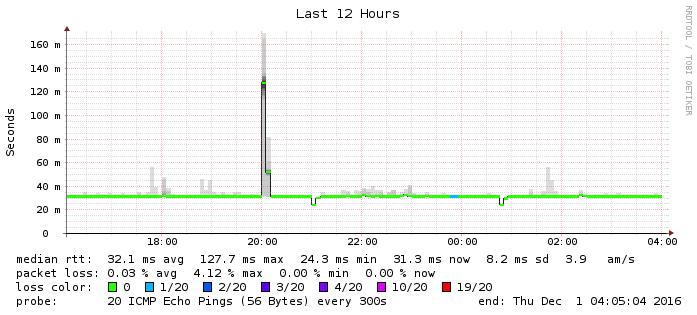 Last 12 Hours
RRDTOOL / TOBI OETIKER
Seconds
160 m
140 m
120 m
100 m
80 m
60 m
40 m
20 m
0
18:00 20:00 22:00 00:00 02:00 04:00
median rtt: 32.1 ms avg 127.7 ms max 24.3 ms min 31.3 ms now 8.2 ms sd 3.9 am/s
packet loss: 0.03 % avg 4.12 % max 0.00 % min 0.00 % now
loss color: 0 1/20 2/20 3/20 4/20 10/20 19/20
probe: 20 ICMP Echo Pings (56 Bytes) every 300s end: Thu Dec 1 04:05:04 2016